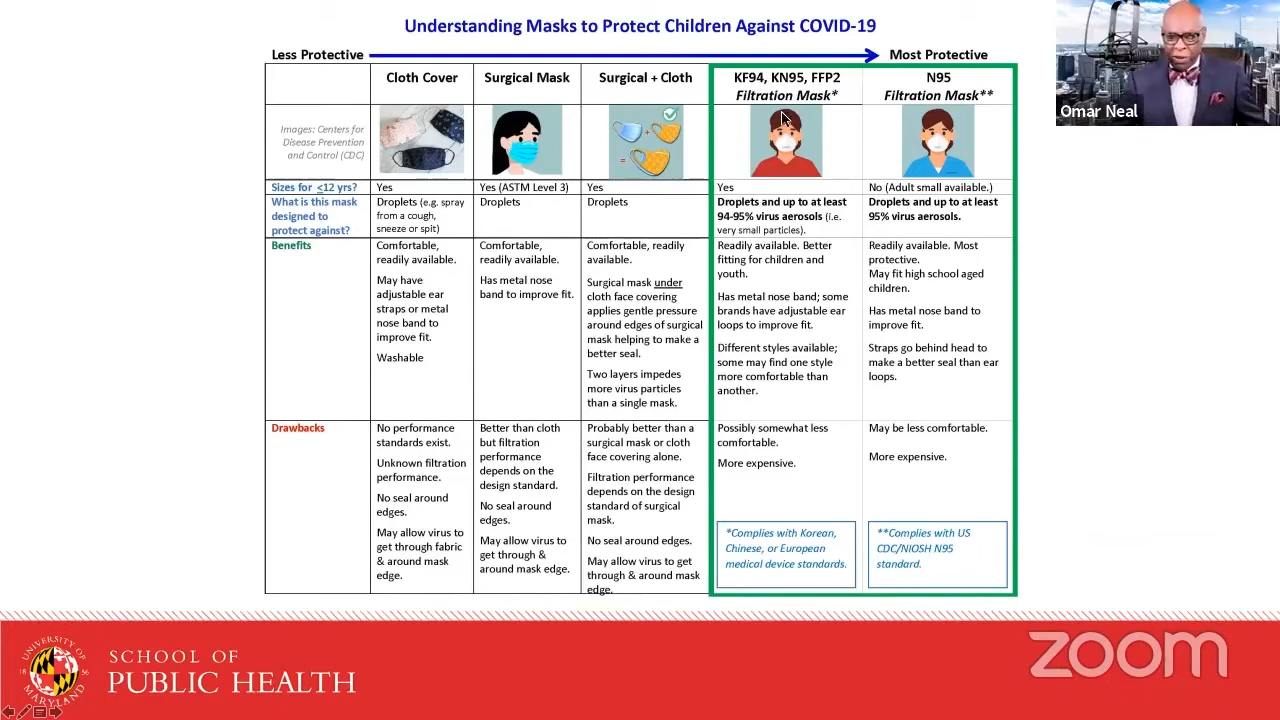 Understanding Masks to Protect Children Against COVID-19
Less Protective
Most Protective
Cloth Cover
Surgical Mask
Surgical + Cloth
KF94, KN95, FFP2
Filtration Mask*
N95
Filtration Mask**
Images: Centers for
Disease Prevention
and Control (CDC)
Sizes for <12 yrs?
Yes
Yes (ASTM Level 3)
Yes
Yes
No (Adult small available.)
What is this mask
designed to
protect against?
Droplets (e.g. spray
from a cough,
sneeze or spit)
Droplets
Droplets
Droplets and up to at least
94-95% virus aerosols (i.e.
very small particles).
Droplets and up to at least
95% virus aerosols.
Benefits
Comfortable,
readily available.
May have
adjustable ear
straps or metal
nose band to
improve fit.
Washable
Comfortable,
readily available.
Has metal nose
band to improve fit.
Comfortable, readily
available.
Surgical mask under
cloth face covering
applies gentle pressure
around edges of surgical
mask helping to make a
better seal.
Two layers impedes
more virus particles
than a single mask.
Readily available. Better
fitting for children and
youth.
Has metal nose band; some
brands have adjustable ear
loops to improve fit.
Different styles available;
some may find one style
more comfortable than
another.
Readily available. Most
protective.
May fit high school aged
children.
Has metal nose band to
improve fit.
Straps go behind head to
make a better seal than ear
loops.
Drawbacks
No performance
standards exist.
Unknown filtration
performance.
No seal around
edges.
May allow virus to
get through fabric
& around mask
edge.
Better than cloth
but filtration
performance
depends on the
design standard.
No seal around
edges.
May allow virus to
get through &
around mask edge.
Probably better than a
surgical mask or cloth
face covering alone.
Filtration performance
depends on the design
standard of surgical
mask.
No seal around edges.
May allow virus to get
through & around mask
edge.
Possibly somewhat less
comfortable.
More expensive.
*Complies with Korean,
Chinese, or European
medical device standards.
May be less comfortable.
More expensive.
**Complies with US
CDC/NIOSH N95
standard.
Omar Neal
UNIVERSITY OF
18 56
MARYLAND
SCHOOL OF
PUBLIC HEALTH
zoom